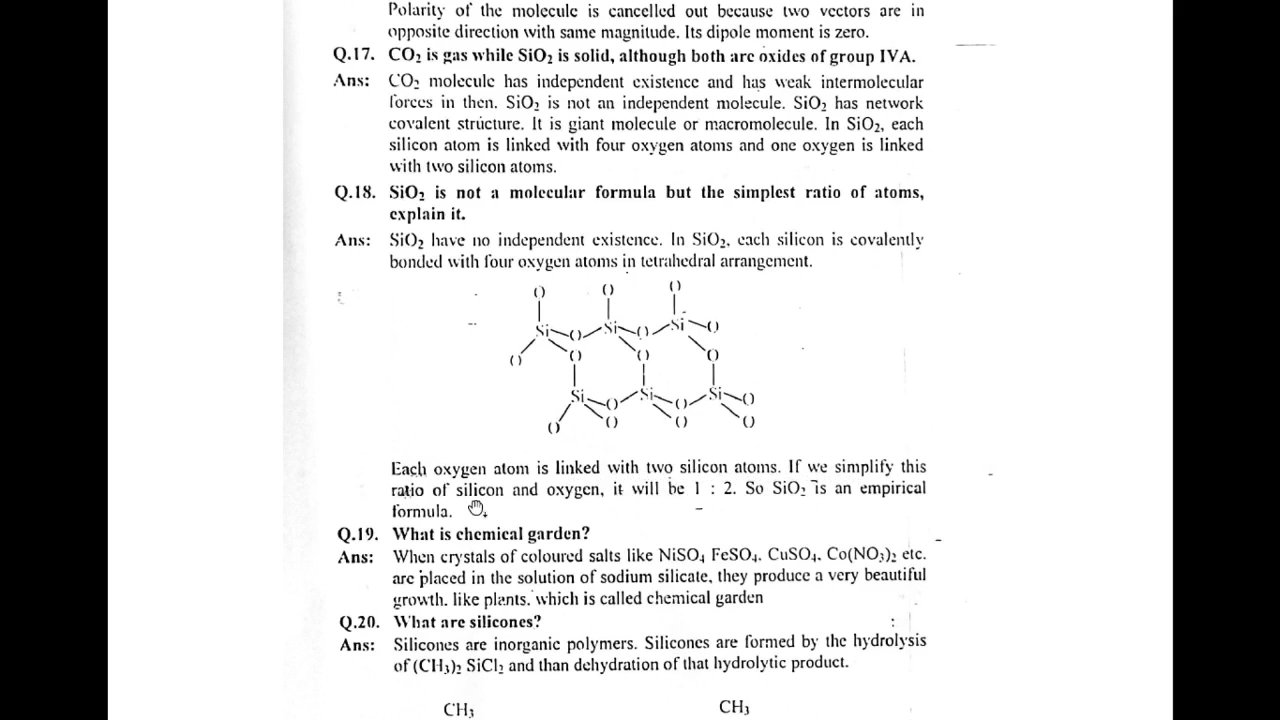 Polarity of the molecule is cancelled out because two vectors are in
opposite direction with same magnitude. Its dipole moment is zero.
Q.17. CO₂ is gas while SiO₂ is solid, although both are oxides of group IVA.
Ans: CO₂ molecule has independent existence and has weak intermolecular
forces in then. SiO₂ is not an independent molecule. SiO₂ has network
covalent structure. It is giant molecule or macromolecule. In SiO₂, each
silicon atom is linked with four oxygen atoms and one oxygen is linked
with two silicon atoms.
Q.18. SiO₂ is not a molecular formula but the simplest ratio of atoms,
explain it.
Ans: SiO₂ have no independent existence. In SiO₂, each silicon is covalently
bonded with four oxygen atoms in tetrahedral arrangement.
O O O
Si O Si O Si O
O O O O
Si O Si O Si O
O O O O
Each oxygen atom is linked with two silicon atoms. If we simplify this
ratio of silicon and oxygen, it will be 1 : 2. So SiO₂ is an empirical
formula.
Q.19. What is chemical garden?
Ans: When crystals of coloured salts like NiSO₄ FeSO₄. CuSO₄. Co(NO₃)₂ etc.
are placed in the solution of sodium silicate, they produce a very beautiful
growth. like plants. which is called chemical garden
Q.20. What are silicones?
Ans: Silicones are inorganic polymers. Silicones are formed by the hydrolysis
of (CH₃)₂ SiCl₂ and than dehydration of that hydrolytic product.
CH₃ CH₃